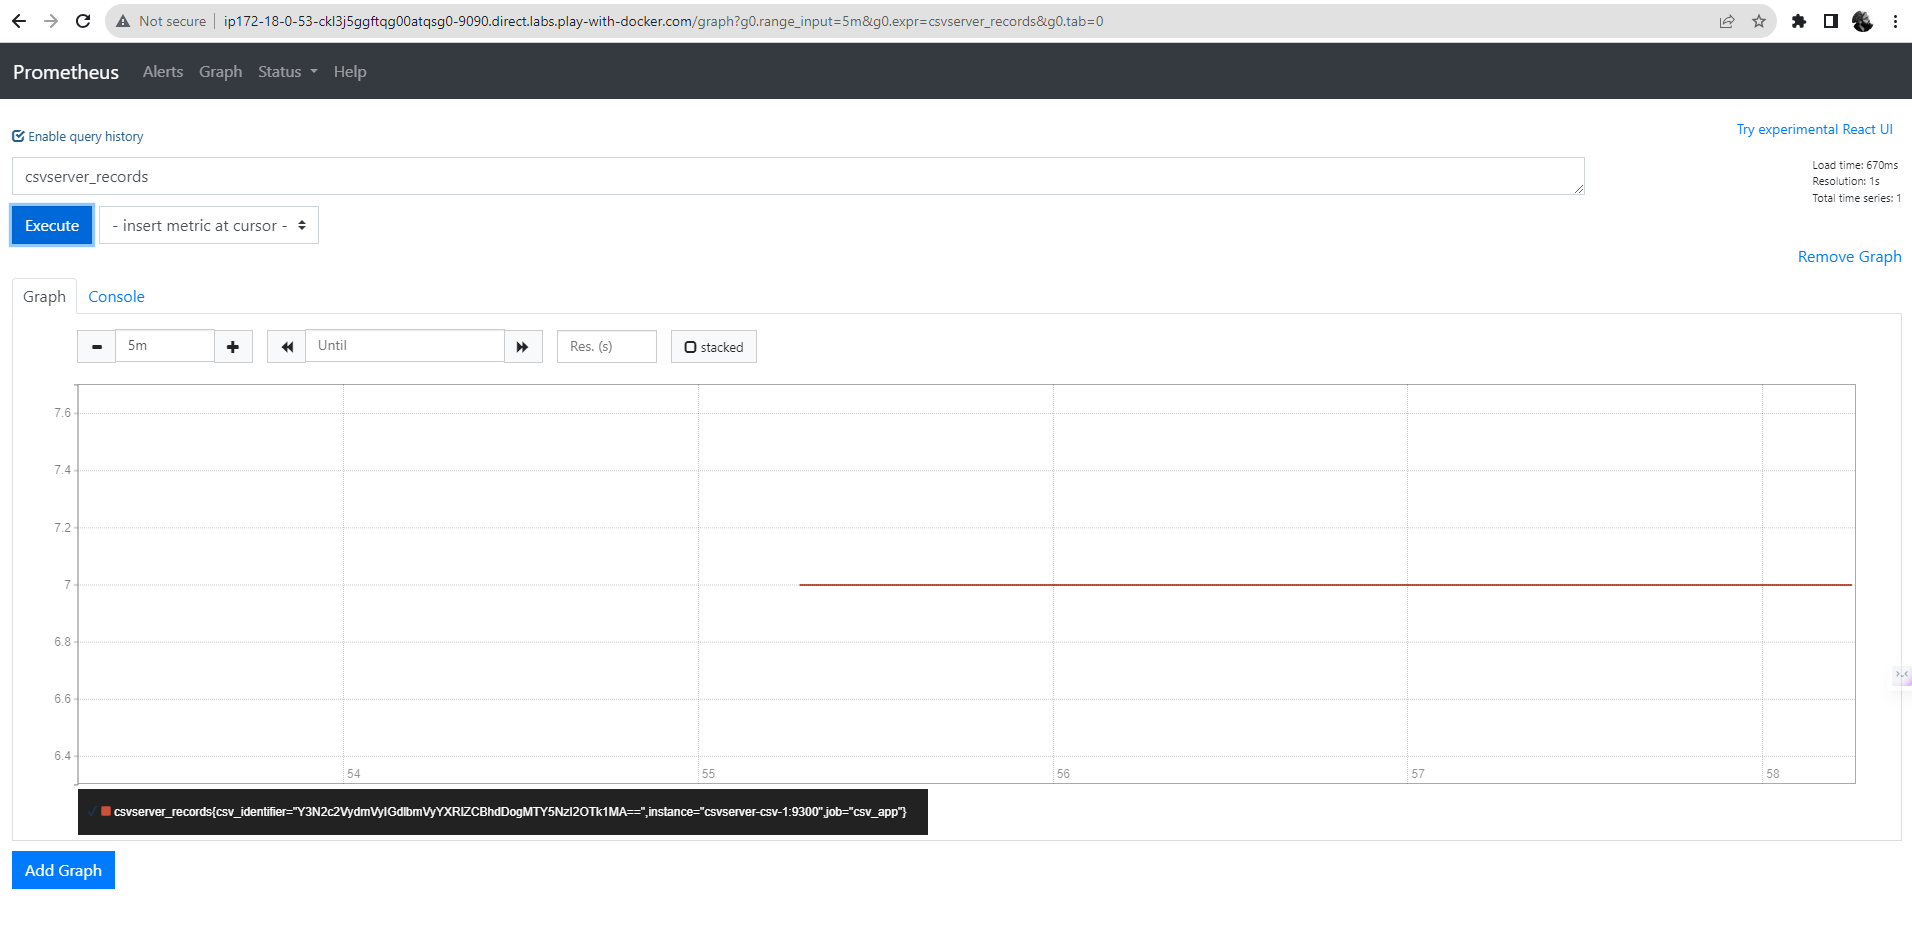 Not secure ip172-18-0-53-ckl3j5ggftqg00atqsg0-9090.direct.labs.play-with-docker.com/graph?g0.range_input=5m&g0.expr=csvserver_records&g0.tab=0
Prometheus Alerts Graph Status Help
Enable query history
Try experimental React UI
csvserver_records
Load time: 670ms
Resolution: 1s
Total time series: 1
Execute - insert metric at cursor -
Remove Graph
Graph Console
5m Until Res. (s) stacked
7.6
7.4
7.2
7
6.8
6.6
6.4
54 55 56 57 58
csvserver_records{csv_identifier="Y3N2c2VydmVyIGdlbmVyYXRlZCBhdDogMTY5NzI2OTk1MA==",instance="csvserver-csv-1:9300",job="csv_app"}
Add Graph